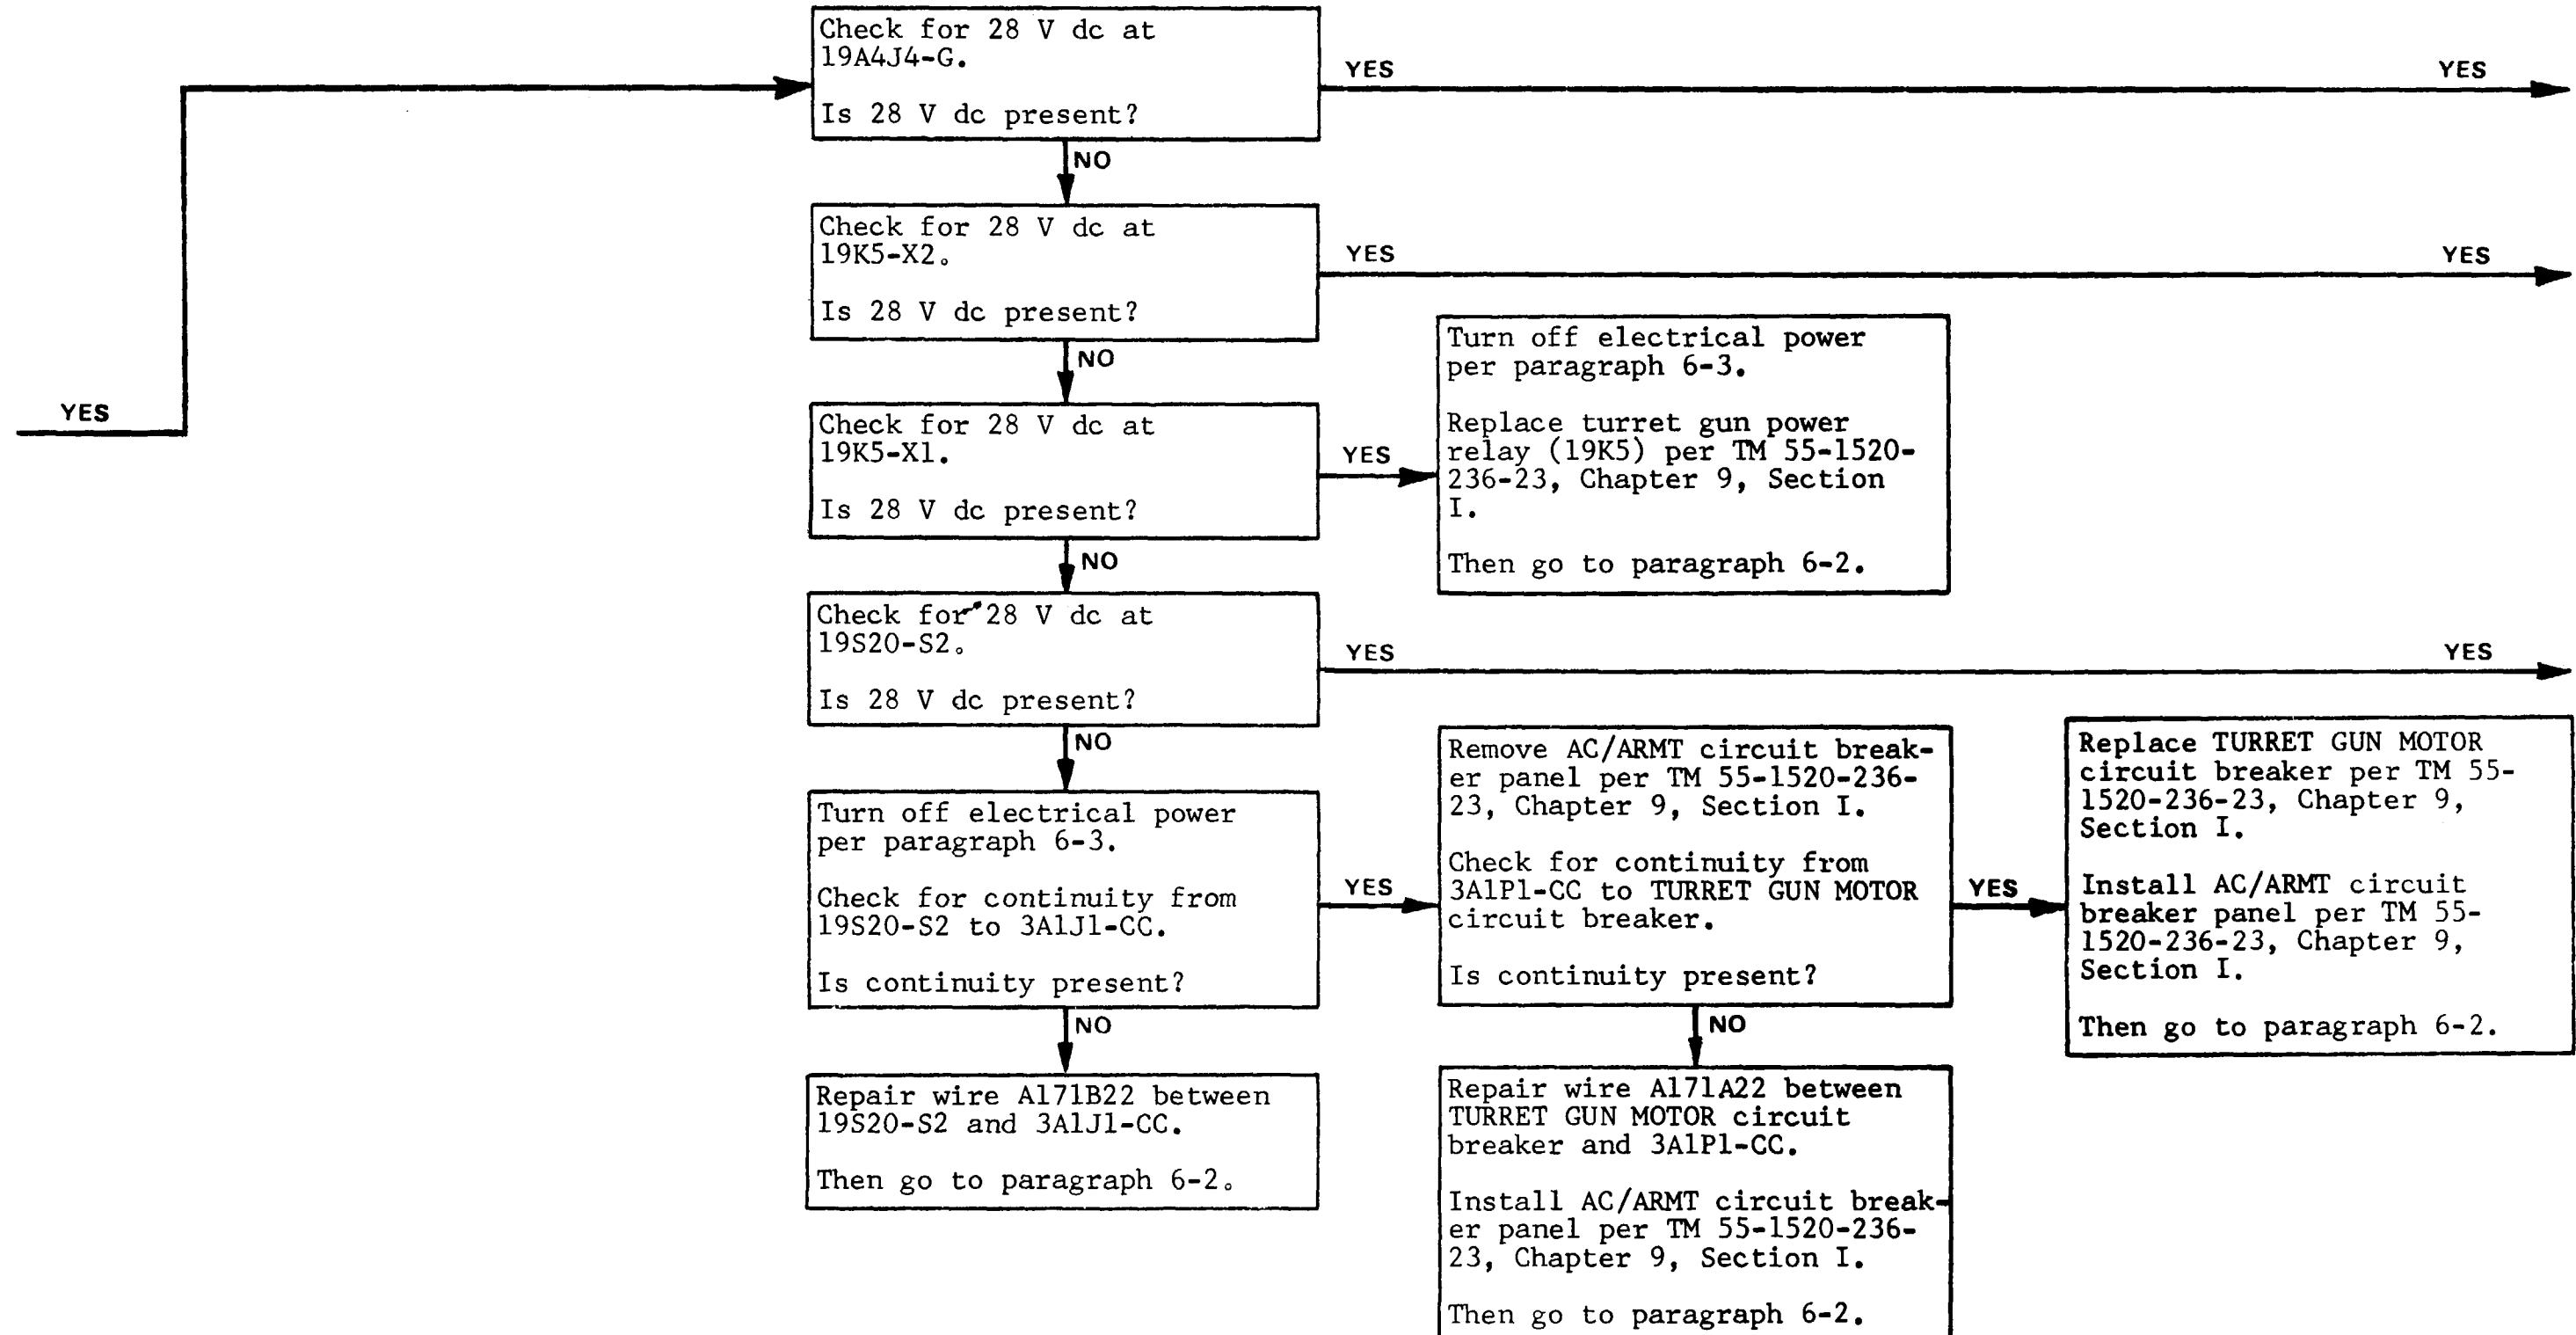 Check for 28 V dc at
19A4J4-G.
Is 28 V dc present?
YES
YES
NO
Check for 28 V dc at
19K5-X2.
Is 28 V dc present?
YES
YES
NO
YES
Check for 28 V dc at
19K5-X1.
Is 28 V dc present?
YES
Turn off electrical power
per paragraph 6-3.
Replace turret gun power
relay (19K5) per TM 55-1520-
236-23, Chapter 9, Section
I.
Then go to paragraph 6-2.
NO
Check for 28 V dc at
19S20-S2.
Is 28 V dc present?
YES
YES
NO
Turn off electrical power
per paragraph 6-3.
Check for continuity from
19S20-S2 to 3A1J1-CC.
Is continuity present?
YES
Remove AC/ARMT circuit break-
er panel per TM 55-1520-236-
23, Chapter 9, Section I.
Check for continuity from
3A1P1-CC to TURRET GUN MOTOR
circuit breaker.
Is continuity present?
YES
Replace TURRET GUN MOTOR
circuit breaker per TM 55-
1520-236-23, Chapter 9,
Section I.
Install AC/ARMT circuit
breaker panel per TM 55-
1520-236-23, Chapter 9,
Section I.
Then go to paragraph 6-2.
NO
Repair wire A171B22 between
19S20-S2 and 3A1J1-CC.
Then go to paragraph 6-2.
NO
Repair wire A171A22 between
TURRET GUN MOTOR circuit
breaker and 3A1P1-CC.
Install AC/ARMT circuit break-
er panel per TM 55-1520-236-
23, Chapter 9, Section I.
Then go to paragraph 6-2.